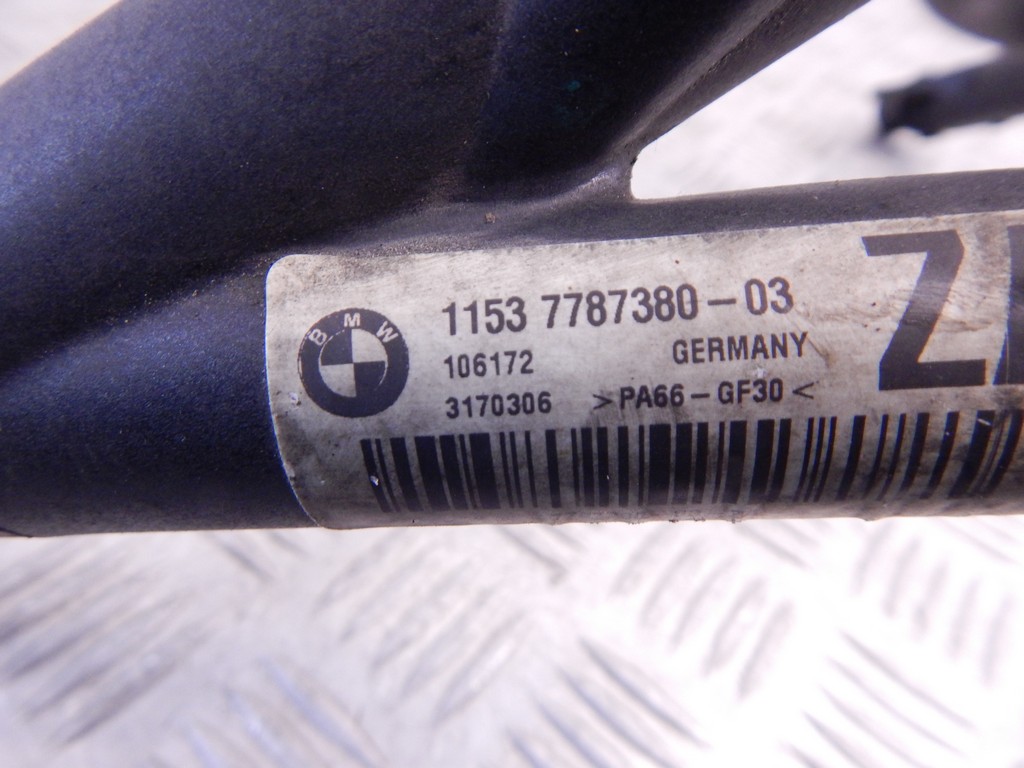 BMW
1153 7787380-03
106172 GERMANY
3170306 >PA66-GF30<
Z